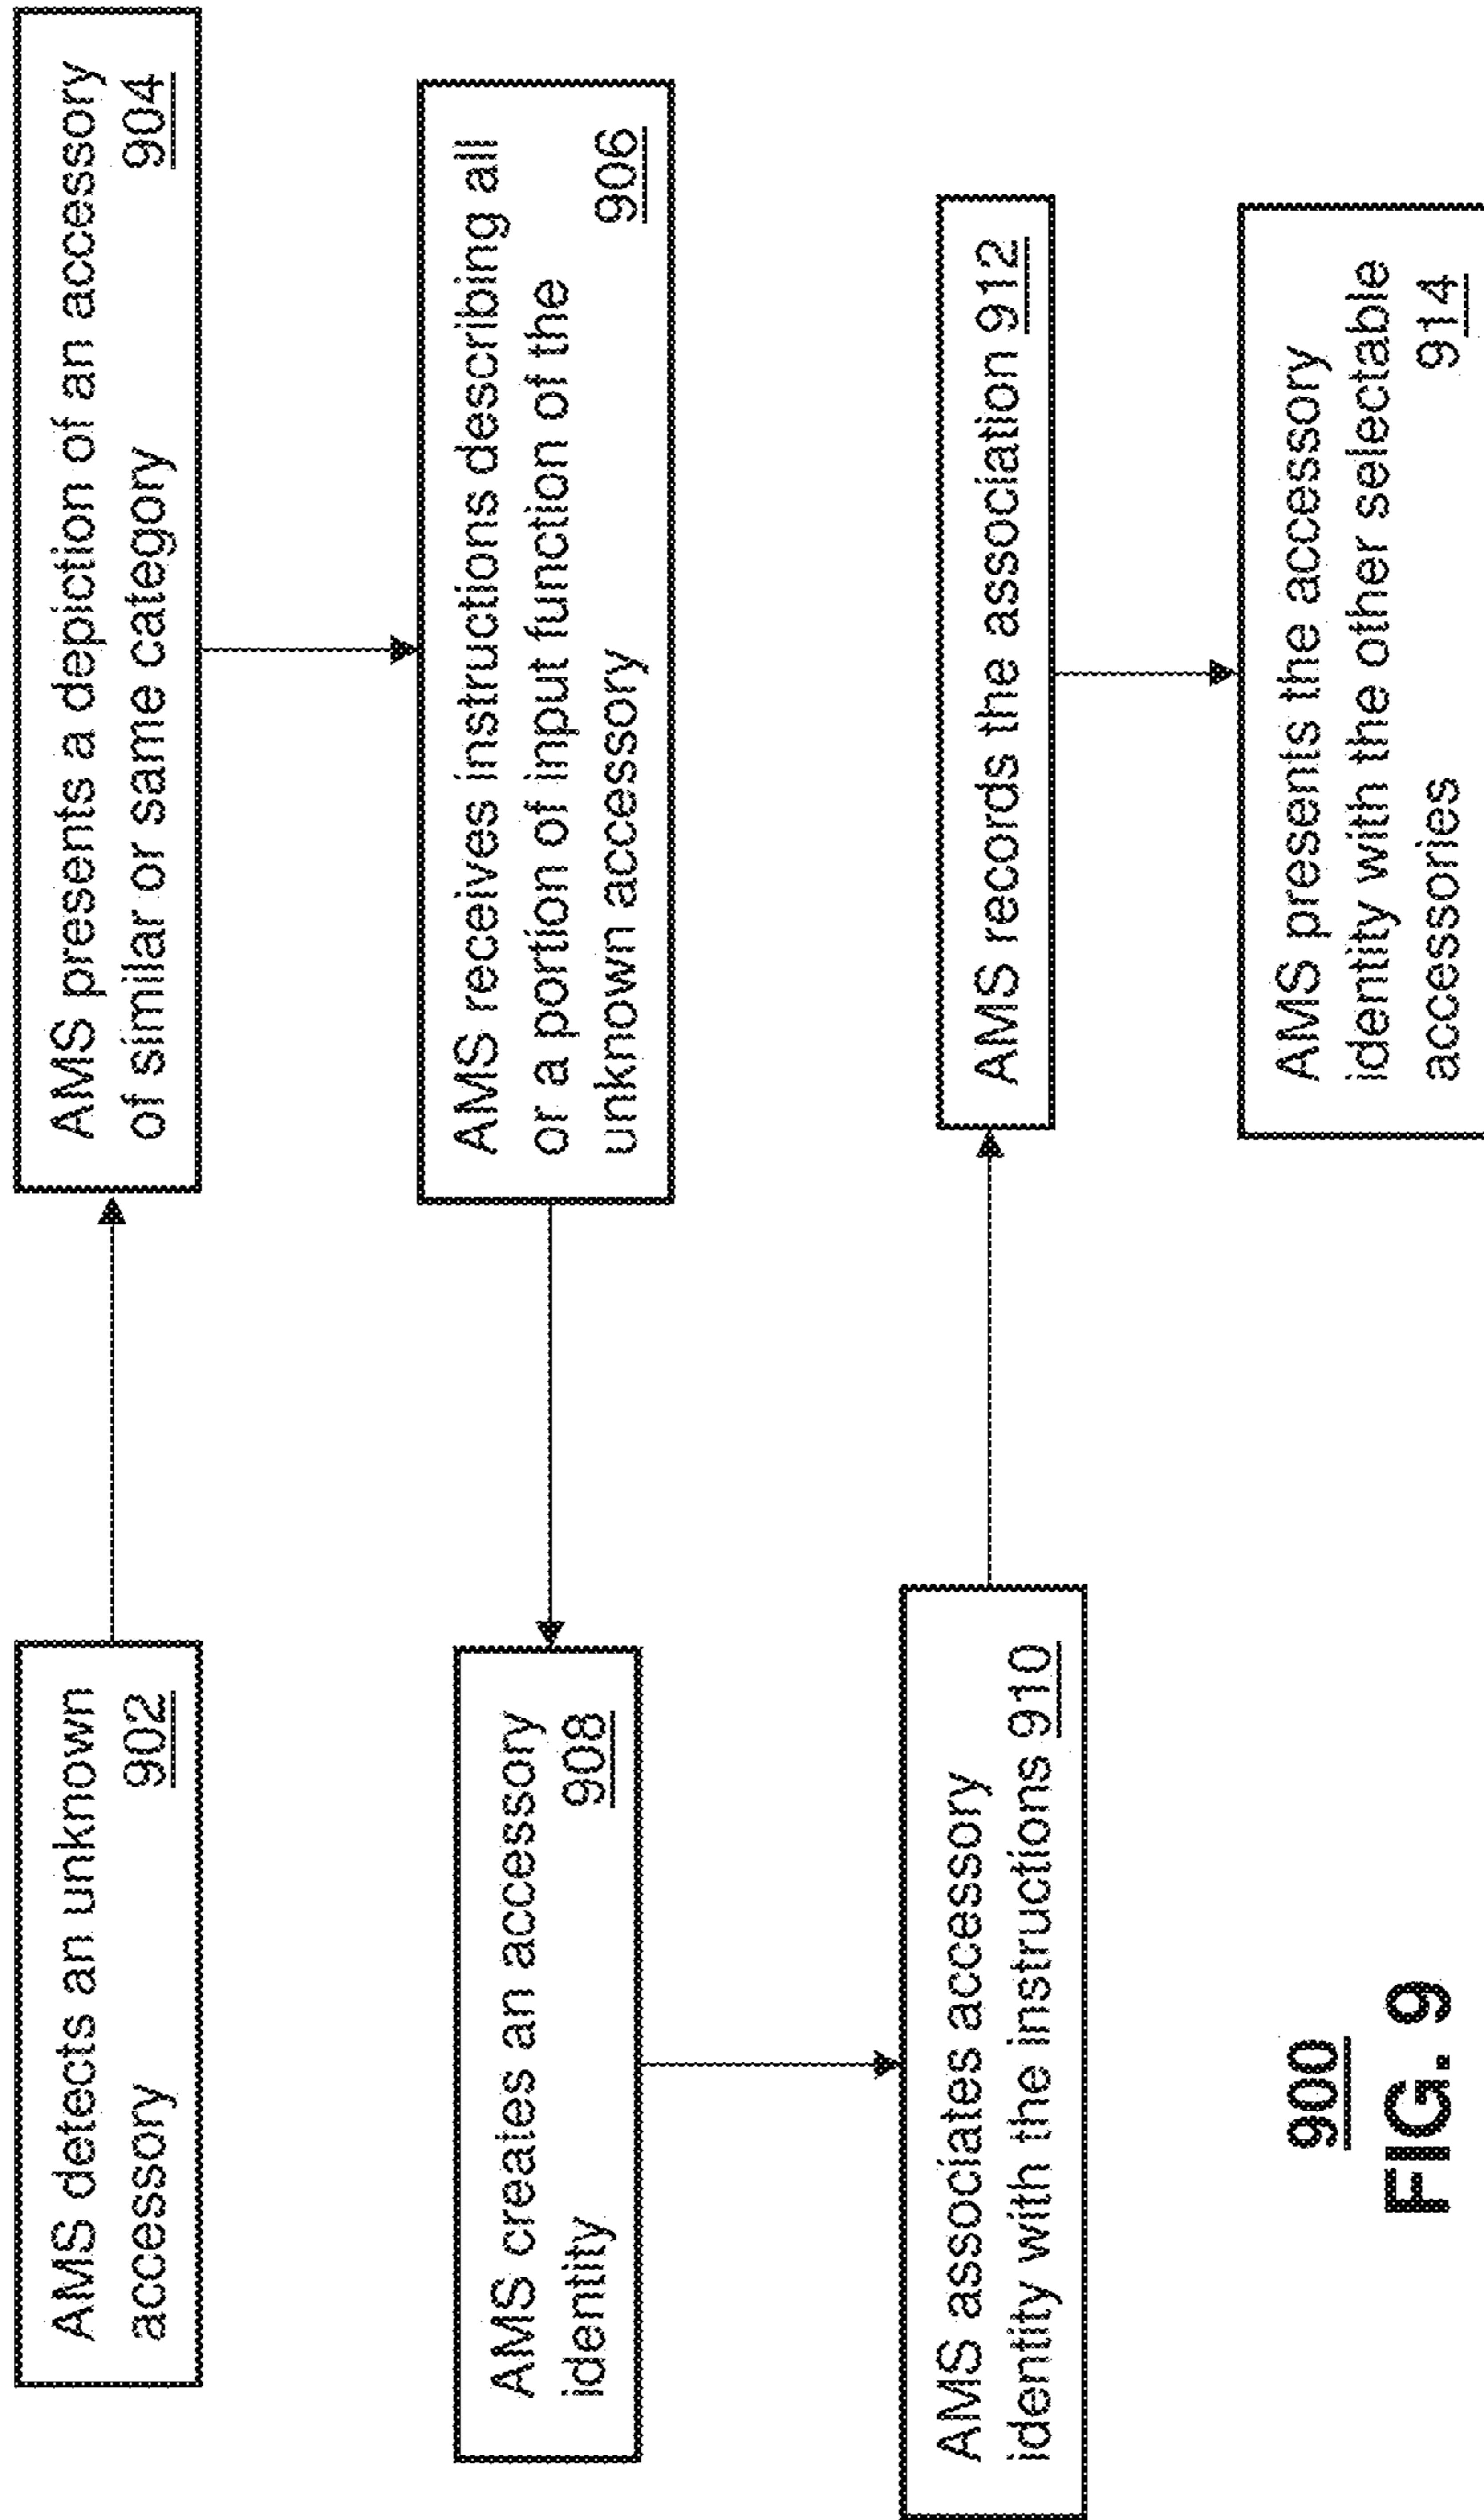 AMS detects an unknown
accessory 902
AMS presents a depiction of an accessory
of similar or same category 904
AMS receives instructions describing all
or a portion of input function of the
unknown accessory 906
AMS creates an accessory
identity 908
AMS associates accessory
identity with the instructions 910
AMS records the association 912
AMS presents the accessory
identity with the other selectable
accessories 914
900
FIG. 9